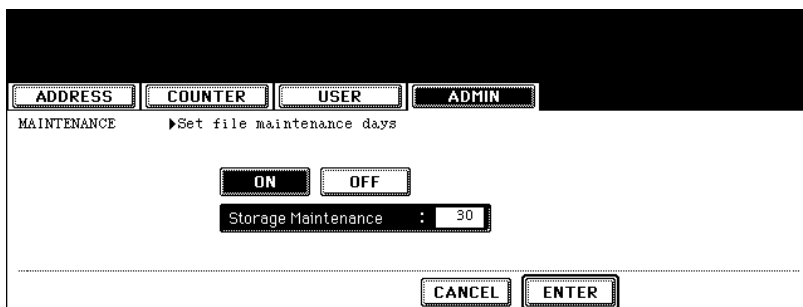 ADDRESS COUNTER USER ADMIN
MAINTENANCE ▶Set file maintenance days
ON OFF
Storage Maintenance : 30
CANCEL ENTER